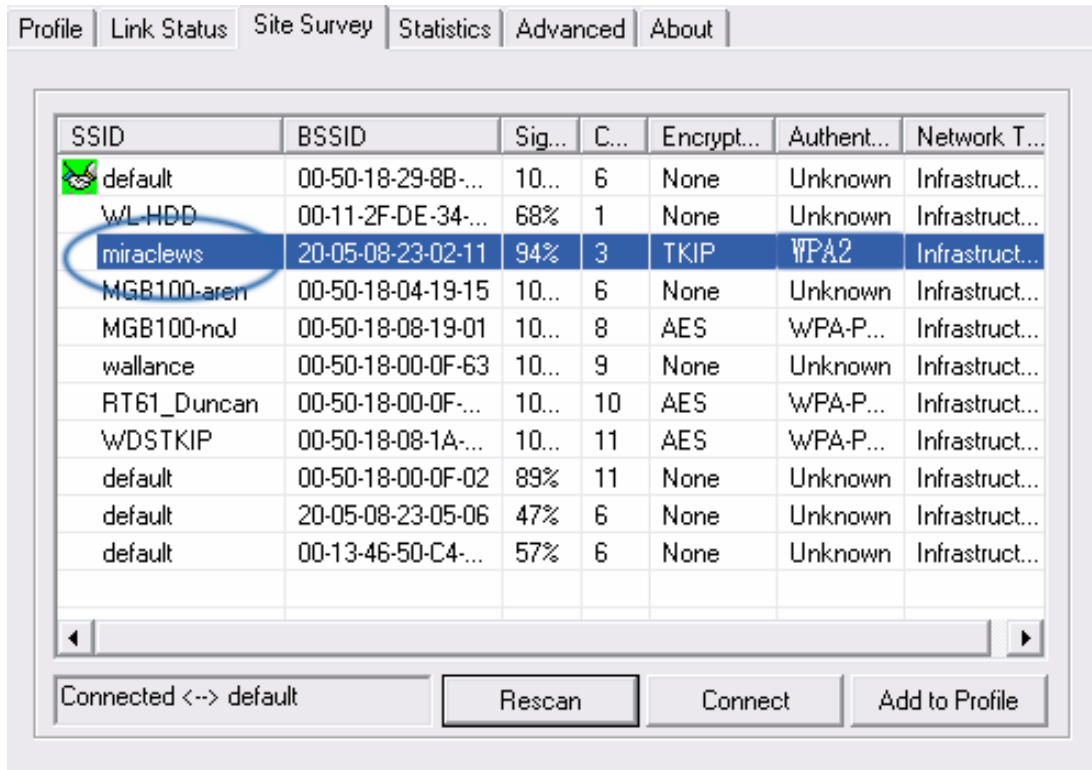 Profile Link Status Site Survey Statistics Advanced About
SSID BSSID Sig... C... Encrypt... Authent... Network T...
default 00-50-18-29-8B-... 10... 6 None Unknown Infrastruct...
WL-HDD 00-11-2F-DE-34-... 68% 1 None Unknown Infrastruct...
miraclews 20-05-08-23-02-11 94% 3 TKIP WPA2 Infrastruct...
MGB100-aren 00-50-18-04-19-15 10... 6 None Unknown Infrastruct...
MGB100-noJ 00-50-18-08-19-01 10... 8 AES WPA-P... Infrastruct...
wallance 00-50-18-00-0F-63 10... 9 None Unknown Infrastruct...
RT61_Duncan 00-50-18-00-0F-... 10... 10 AES WPA-P... Infrastruct...
WDSTKIP 00-50-18-08-1A-... 10... 11 AES WPA-P... Infrastruct...
default 00-50-18-00-0F-02 89% 11 None Unknown Infrastruct...
default 20-05-08-23-05-06 47% 6 None Unknown Infrastruct...
default 00-13-46-50-C4-... 57% 6 None Unknown Infrastruct...
Connected <--> default Rescan Connect Add to Profile